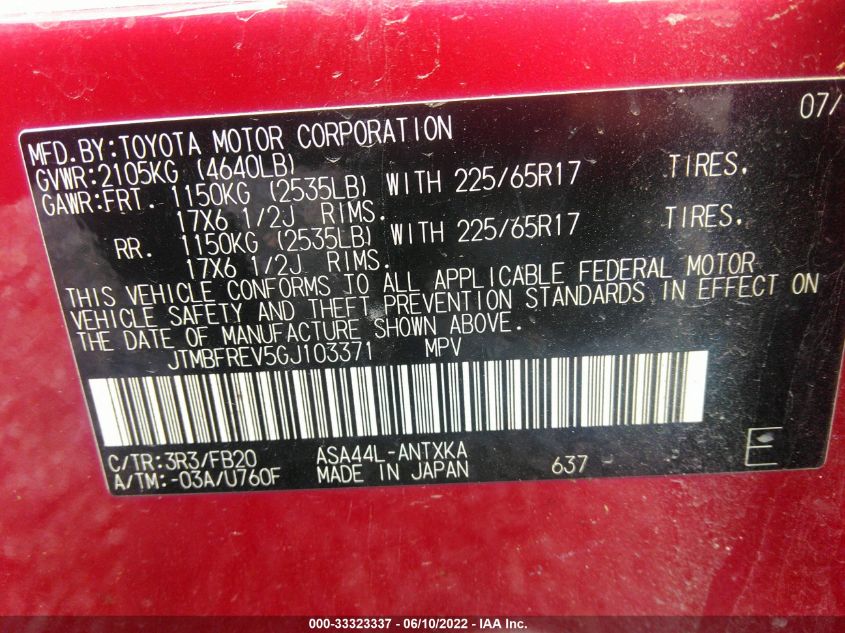 07/
MFD.BY:TOYOTA MOTOR CORPORATION
GVWR:2105KG (4640LB)
GAWR:FRT. 1150KG (2535LB) WITH 225/65R17 TIRES.
17X6 1/2J RIMS.
RR. 1150KG (2535LB) WITH 225/65R17 TIRES.
17X6 1/2J RIMS.
THIS VEHICLE CONFORMS TO ALL APPLICABLE FEDERAL MOTOR
VEHICLE SAFETY AND THEFT PREVENTION STANDARDS IN EFFECT ON
THE DATE OF MANUFACTURE SHOWN ABOVE.
JTMBFREV5GJ103371 MPV
C/TR:3R3/FB20 ASA44L-ANTXKA
A/TM:-03A/U760F MADE IN JAPAN 637 E
000-33323337 - 06/10/2022 - IAA Inc.